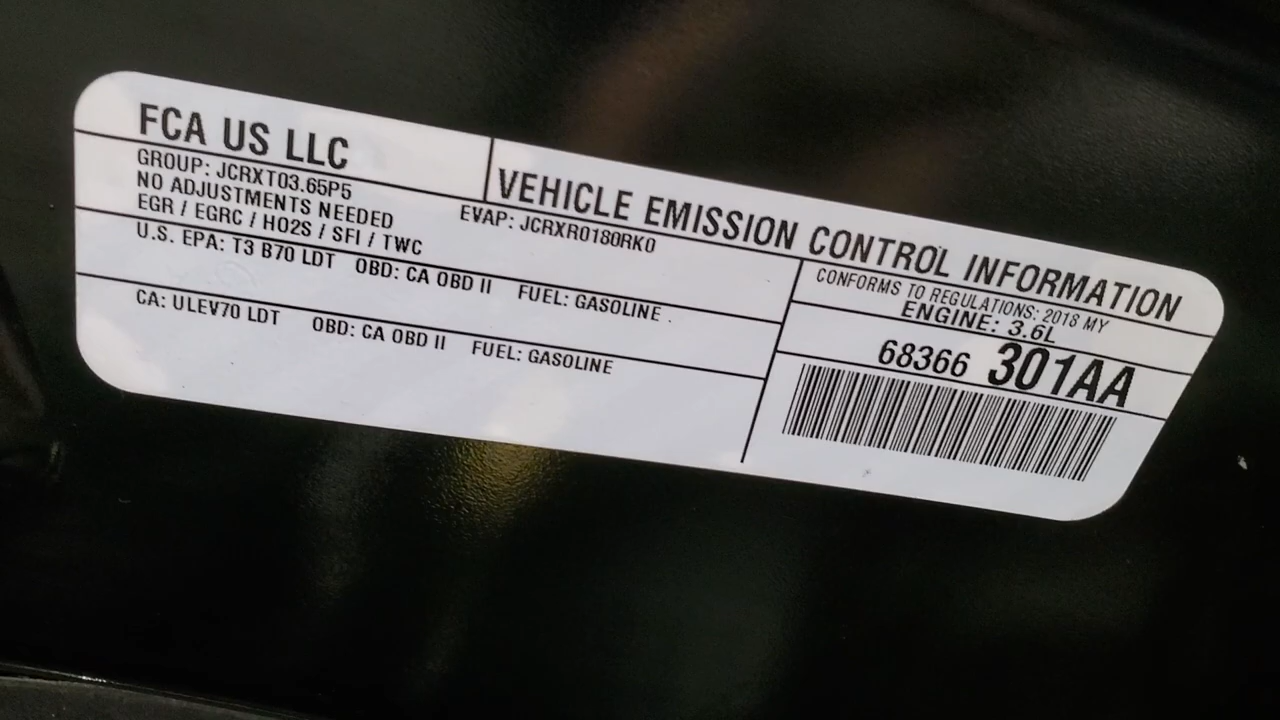 FCA US LLC
VEHICLE EMISSION CONTROL INFORMATION
GROUP: JCRXT03.65P5
EVAP: JCRXR0180RK0
NO ADJUSTMENTS NEEDED
EGR / EGRC / HO2S / SFI / TWC
U.S. EPA: T3 B70 LDT OBD: CA OBD II FUEL: GASOLINE .
CA: ULEV70 LDT OBD: CA OBD II FUEL: GASOLINE
CONFORMS TO REGULATIONS: 2018 MY
ENGINE: 3.6L
68366 301AA